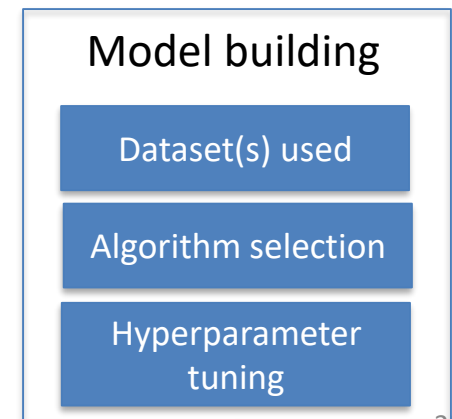 Model building
Dataset(s) used
Algorithm selection
Hyperparameter
tuning